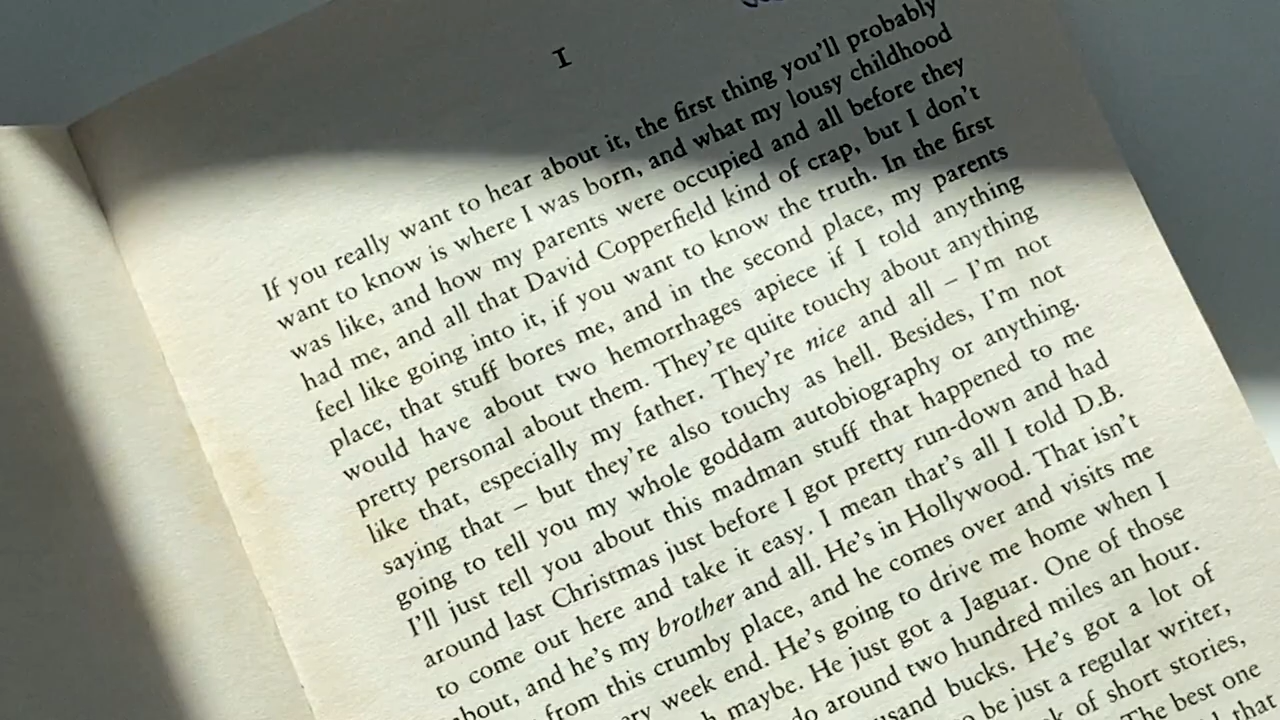 I
If you really want to hear about it, the first thing you'll probably
want to know is where I was born, and what my lousy childhood
was like, and how my parents were occupied and all before they
had me, and all that David Copperfield kind of crap, but I don't
feel like going into it, if you want to know the truth. In the first
place, that stuff bores me, and in the second place, my parents
would have about two hemorrhages apiece if I told anything
pretty personal about them. They're quite touchy about anything
like that, especially my father. They're nice and all – I'm not
saying that – but they're also touchy as hell. Besides, I'm not
going to tell you my whole goddam autobiography or anything.
I'll just tell you about this madman stuff that happened to me
around last Christmas just before I got pretty run-down and had
to come out here and take it easy. I mean that's all I told D.B.
about, and he's my brother and all. He's in Hollywood. That isn't
from this crumby place, and he comes over and visits me
week end. He's going to drive me home when I
maybe. He just got a Jaguar. One of those
do around two hundred miles an hour.
bucks. He's got a lot of
be just a regular writer,
of short stories,
The best one
that